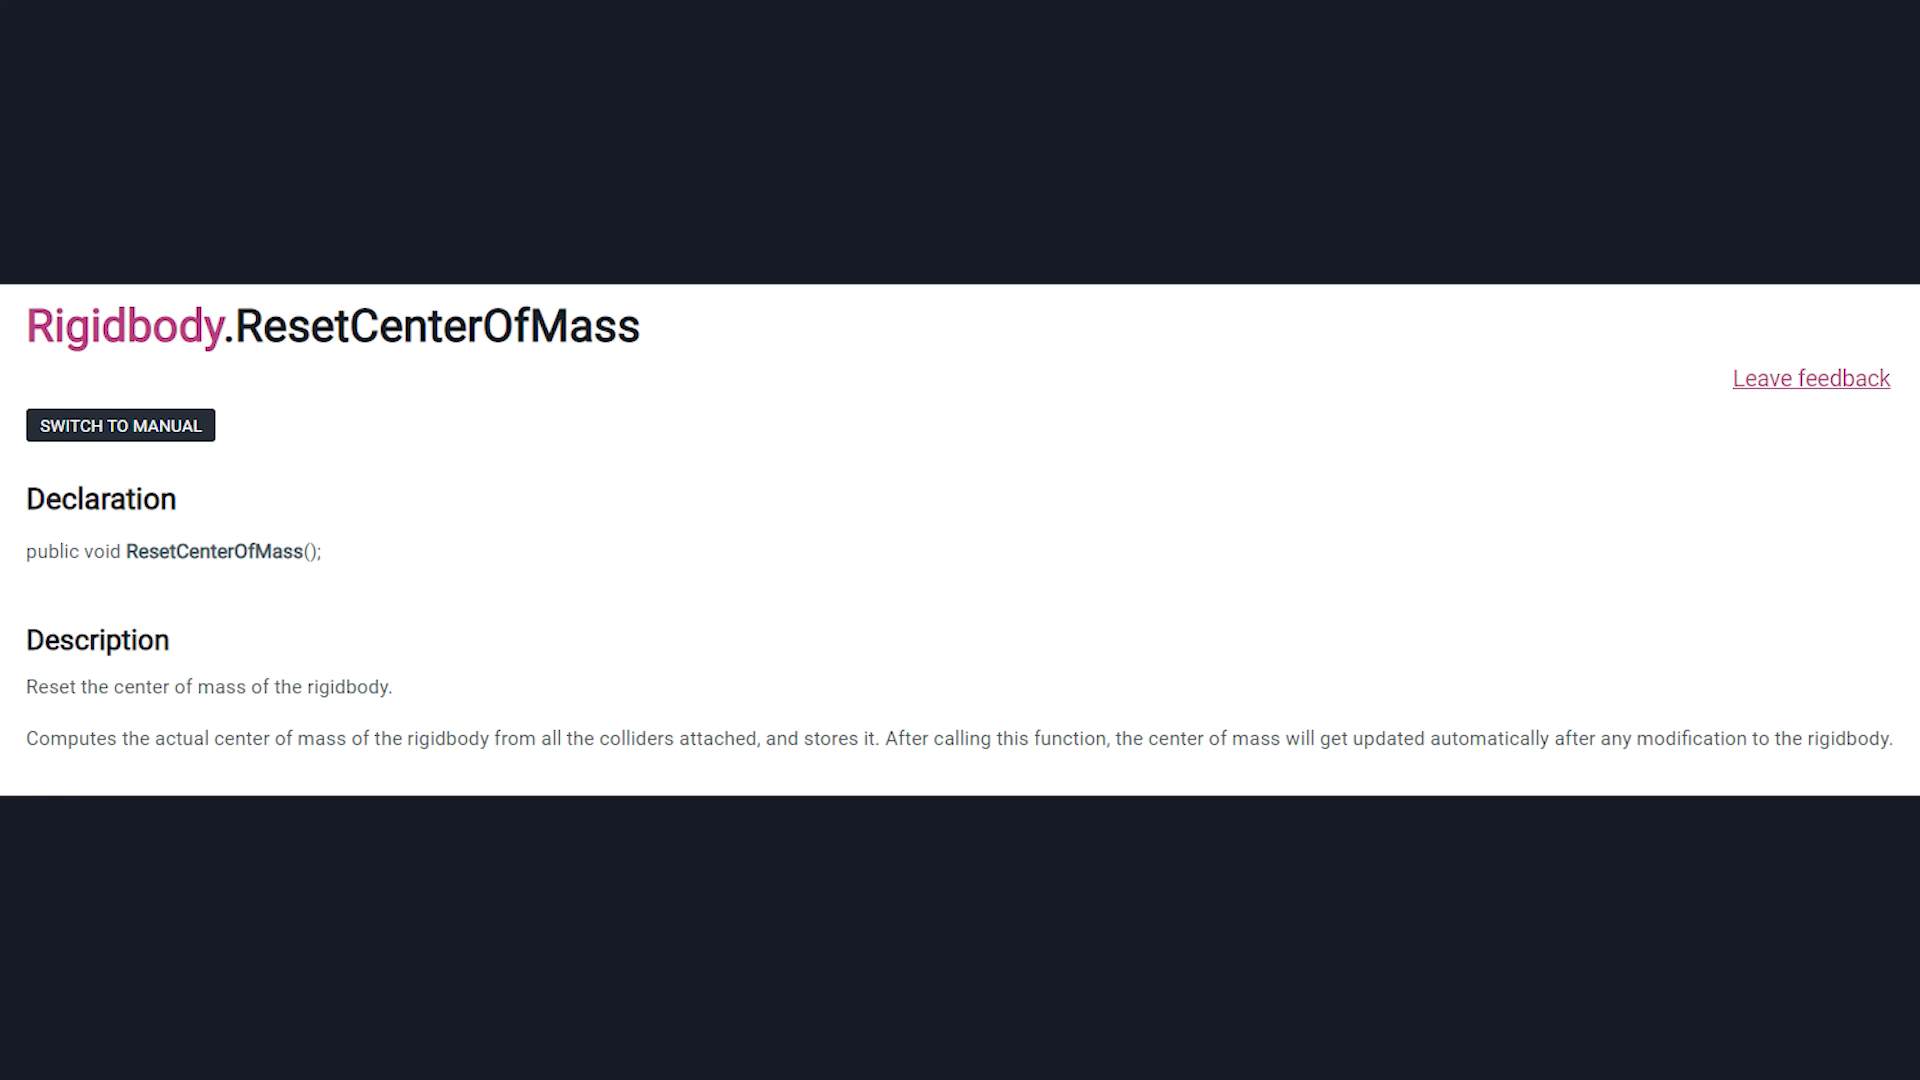 Rigidbody.ResetCenterOfMass
Leave feedback
SWITCH TO MANUAL
Declaration
public void ResetCenterOfMass();
Description
Reset the center of mass of the rigidbody.
Computes the actual center of mass of the rigidbody from all the colliders attached, and stores it. After calling this function, the center of mass will get updated automatically after any modification to the rigidbody.